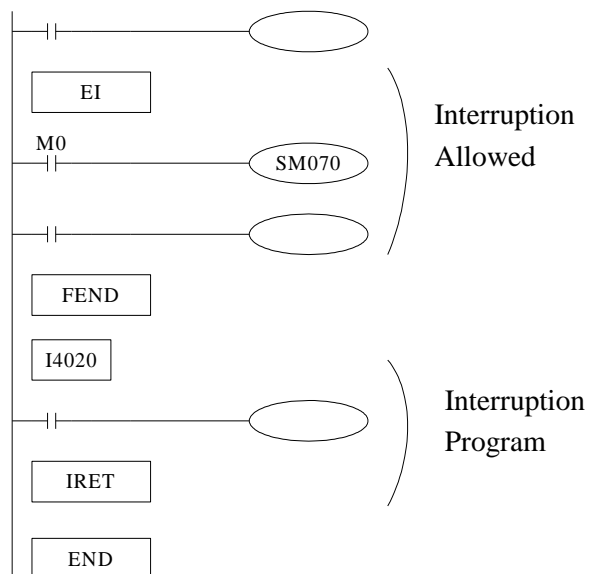 EI
Interruption
Allowed
M0
SM070
FEND
I4020
Interruption
Program
IRET
END